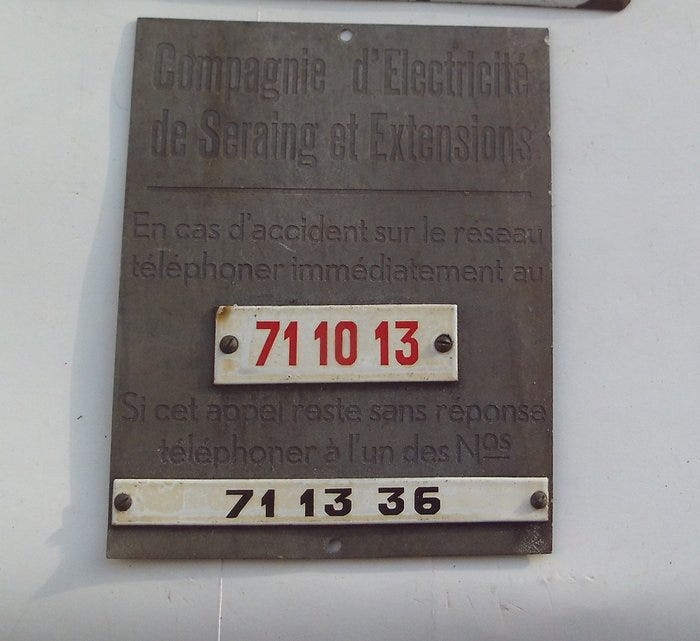 Compagnie d'Electricité
de Seraing et Extensions
En cas d'accident sur le réseau
téléphoner immédiatement au
71 10 13
Si cet appel reste sans réponse
téléphoner à l'un des Nos
71 13 36